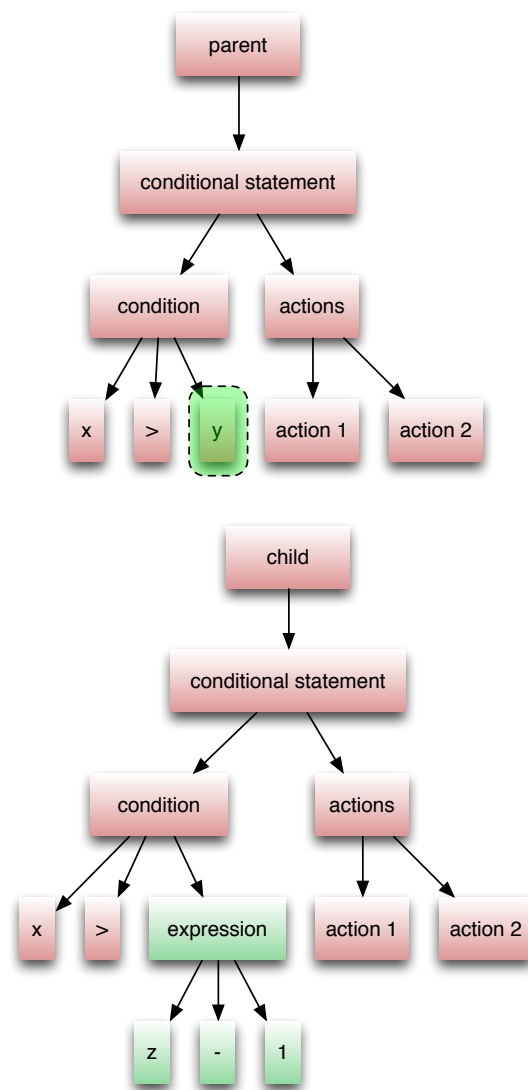 parent
conditional statement
condition actions
x > y action 1 action 2
child
conditional statement
condition actions
x > expression action 1 action 2
z - 1